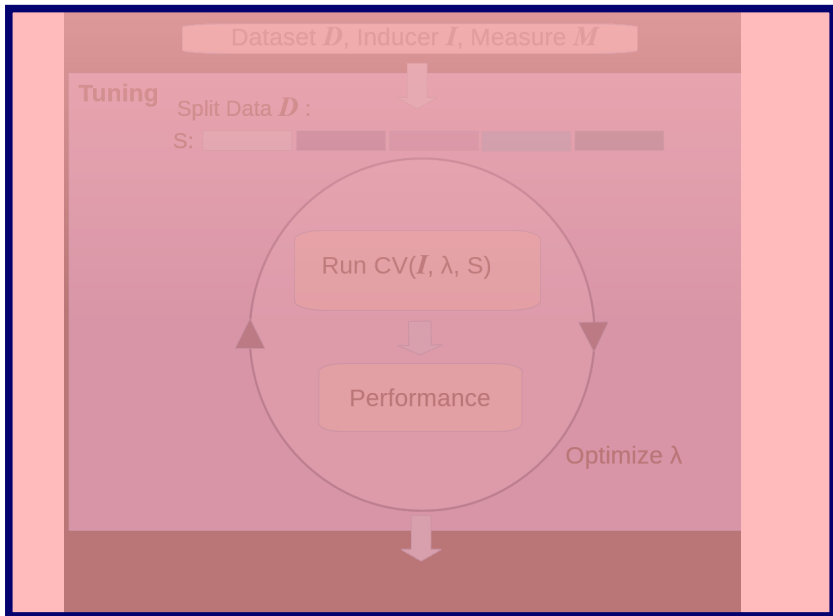 Dataset D, Inducer I, Measure M
Tuning
Split Data D :
S:
Run CV(I, λ, S)
Performance
Optimize λ